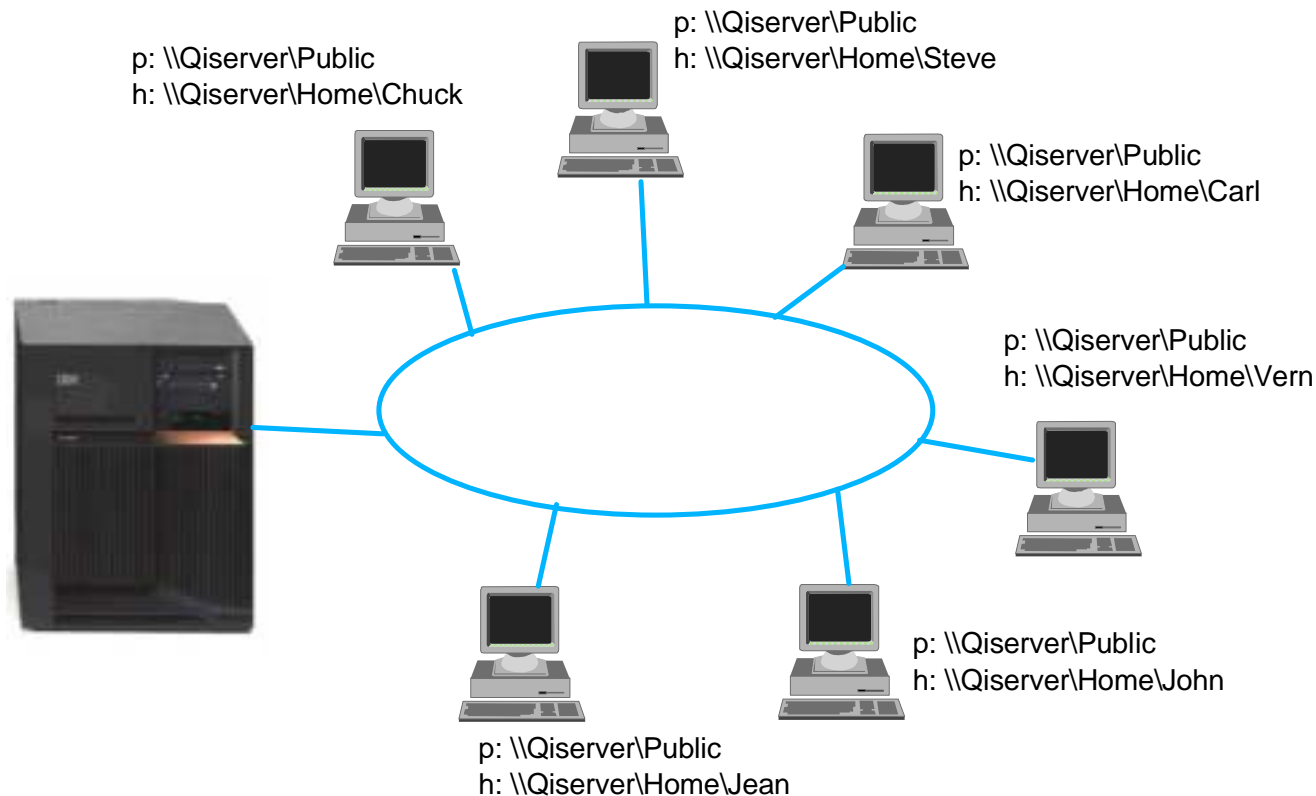 p: \\Qiserver\Public
h: \\Qiserver\Home\Steve
p: \\Qiserver\Public
h: \\Qiserver\Home\Chuck
p: \\Qiserver\Public
h: \\Qiserver\Home\Carl
p: \\Qiserver\Public
h: \\Qiserver\Home\Vern
IBM
p: \\Qiserver\Public
h: \\Qiserver\Home\John
p: \\Qiserver\Public
h: \\Qiserver\Home\Jean